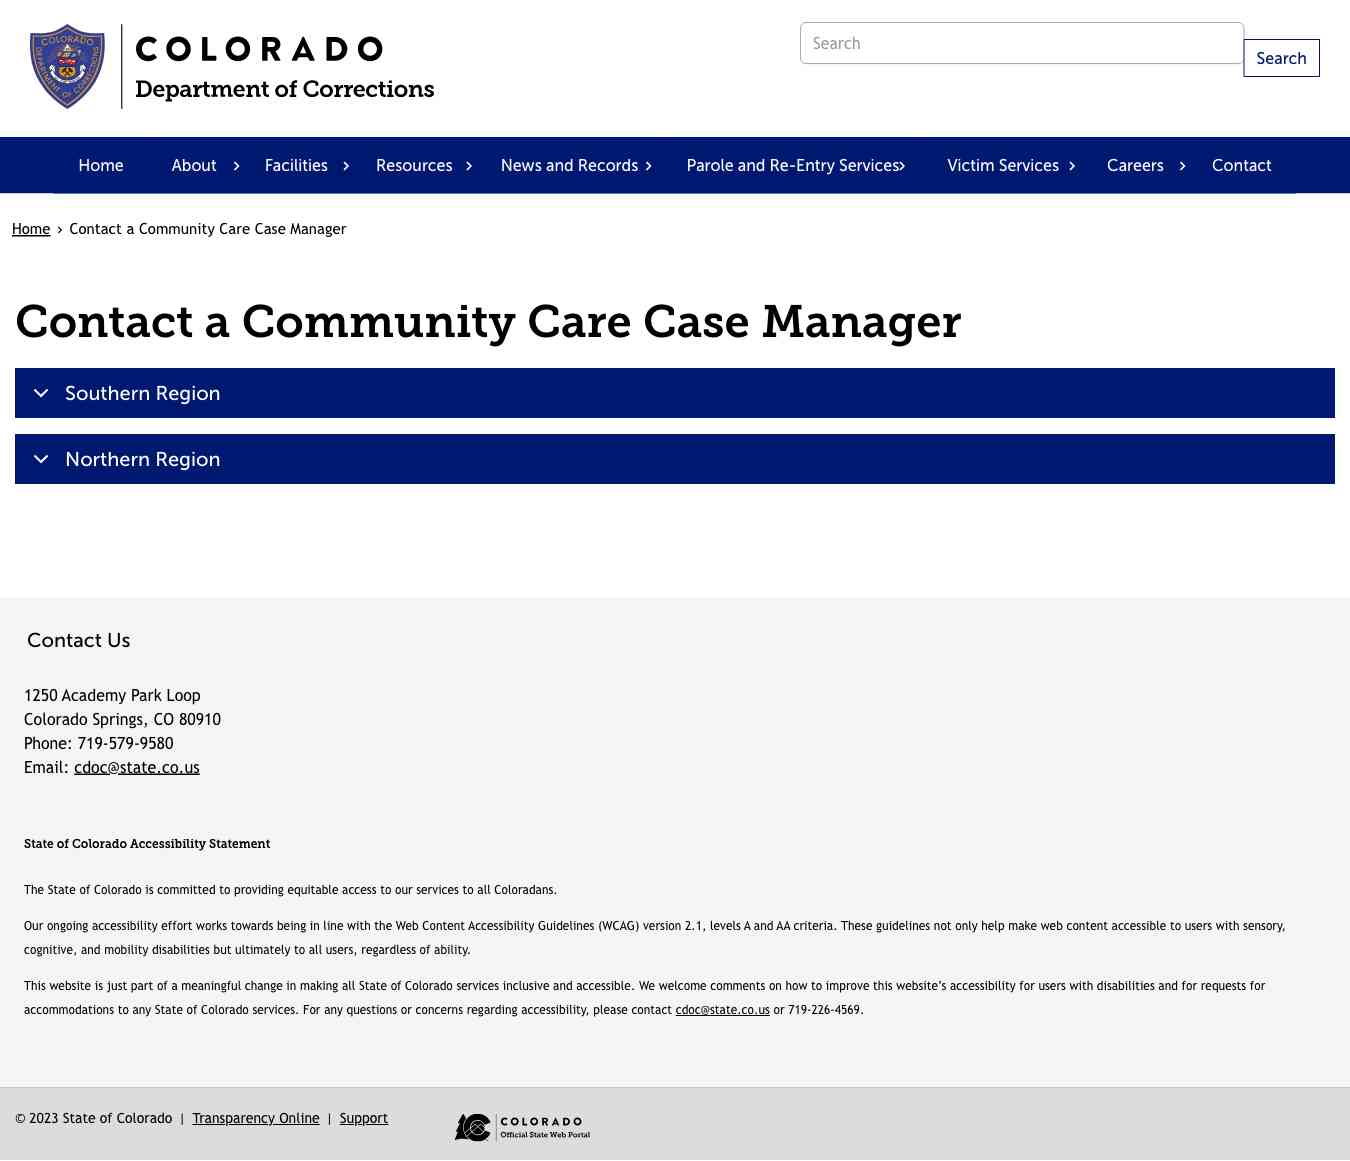 COLORADO
Department of Corrections
Search
Search
Home About Facilities Resources News and Records Parole and Re-Entry Services Victim Services Careers Contact
Home › Contact a Community Care Case Manager
Contact a Community Care Case Manager
Southern Region
Northern Region
Contact Us
1250 Academy Park Loop
Colorado Springs, CO 80910
Phone: 719-579-9580
Email: cdoc@state.co.us
State of Colorado Accessibility Statement
The State of Colorado is committed to providing equitable access to our services to all Coloradans.
Our ongoing accessibility effort works towards being in line with the Web Content Accessibility Guidelines (WCAG) version 2.1, levels A and AA criteria. These guidelines not only help make web content accessible to users with sensory,
cognitive, and mobility disabilities but ultimately to all users, regardless of ability.
This website is just part of a meaningful change in making all State of Colorado services inclusive and accessible. We welcome comments on how to improve this website’s accessibility for users with disabilities and for requests for
accommodations to any State of Colorado services. For any questions or concerns regarding accessibility, please contact cdoc@state.co.us or 719-226-4569.
© 2023 State of Colorado | Transparency Online | Support
COLORADO
Official State Web Portal